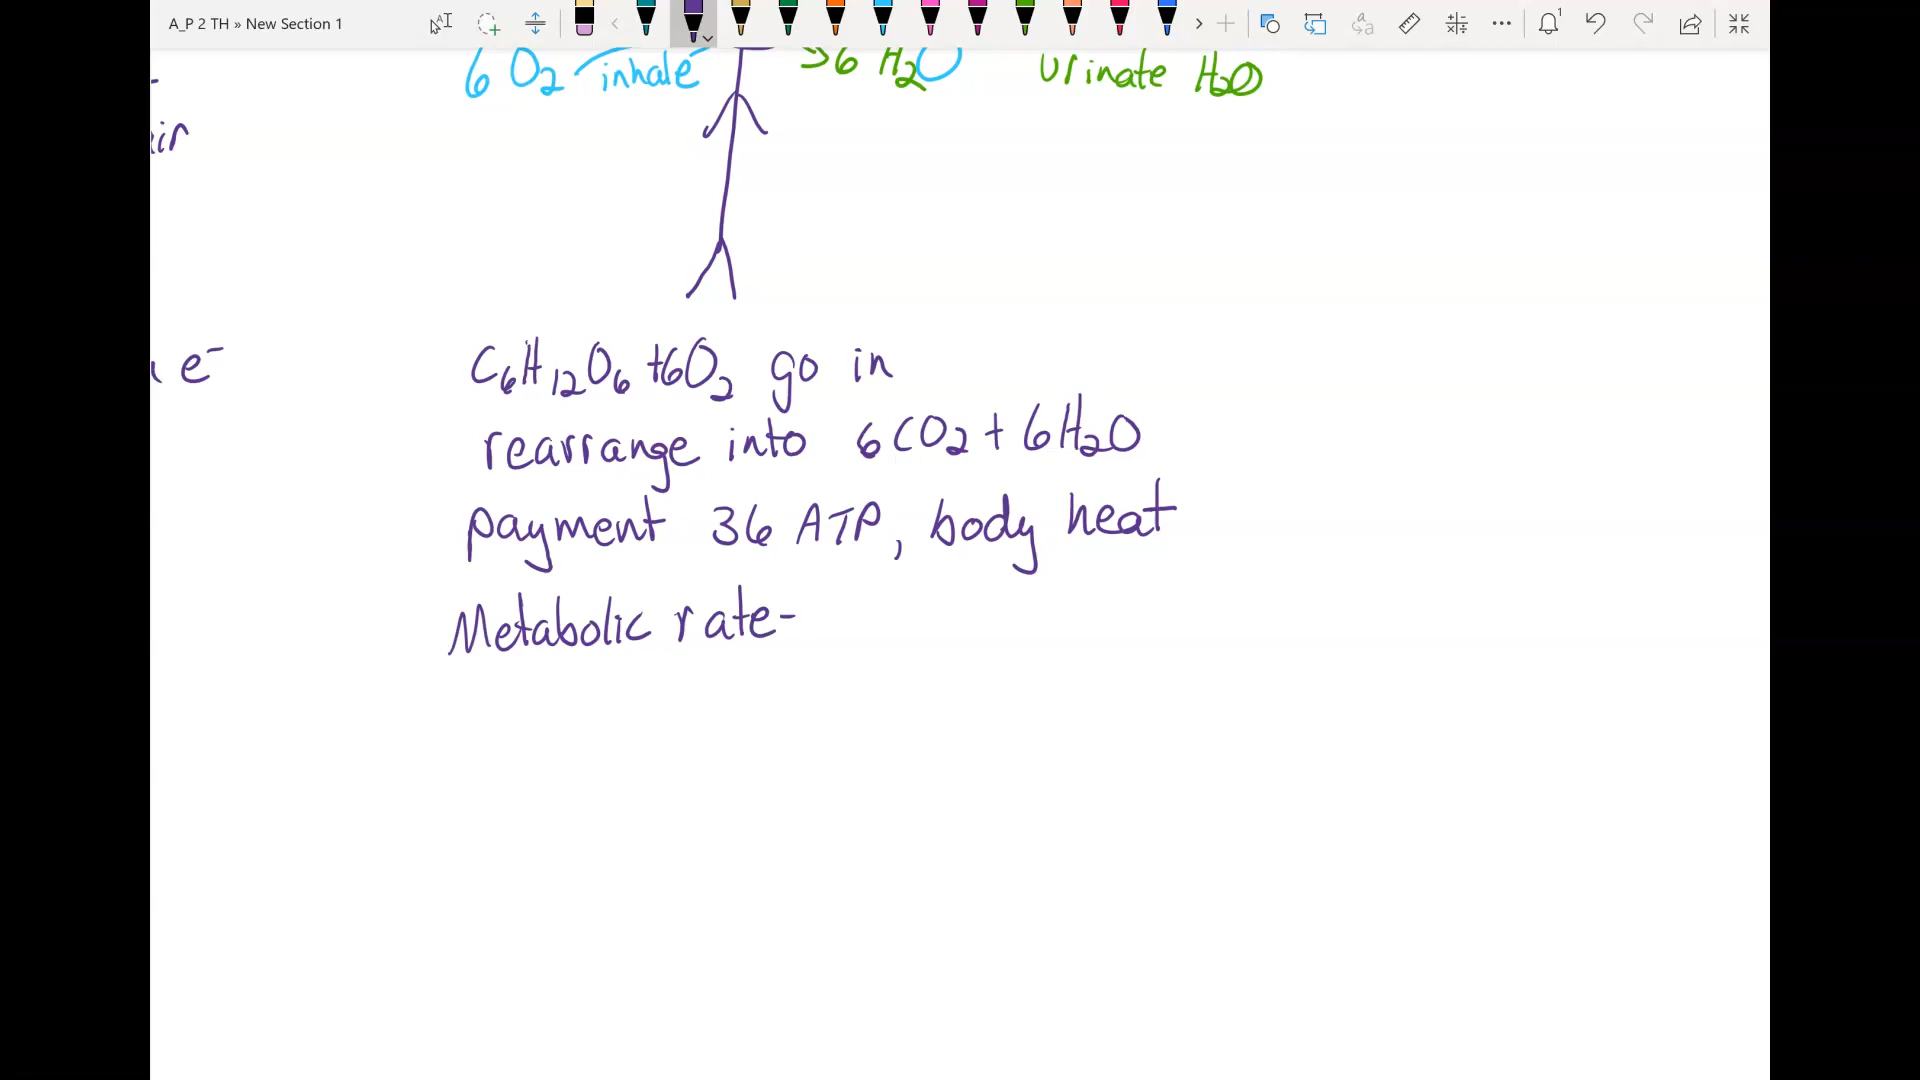 A_P 2 TH » New Section 1
6 O2 inhale 36 H2O urinate H2O
air
C6H12O6 +6O2 go in
e-
rearrange into 6CO2 + 6H2O
payment 36 ATP, body heat
Metabolic rate-